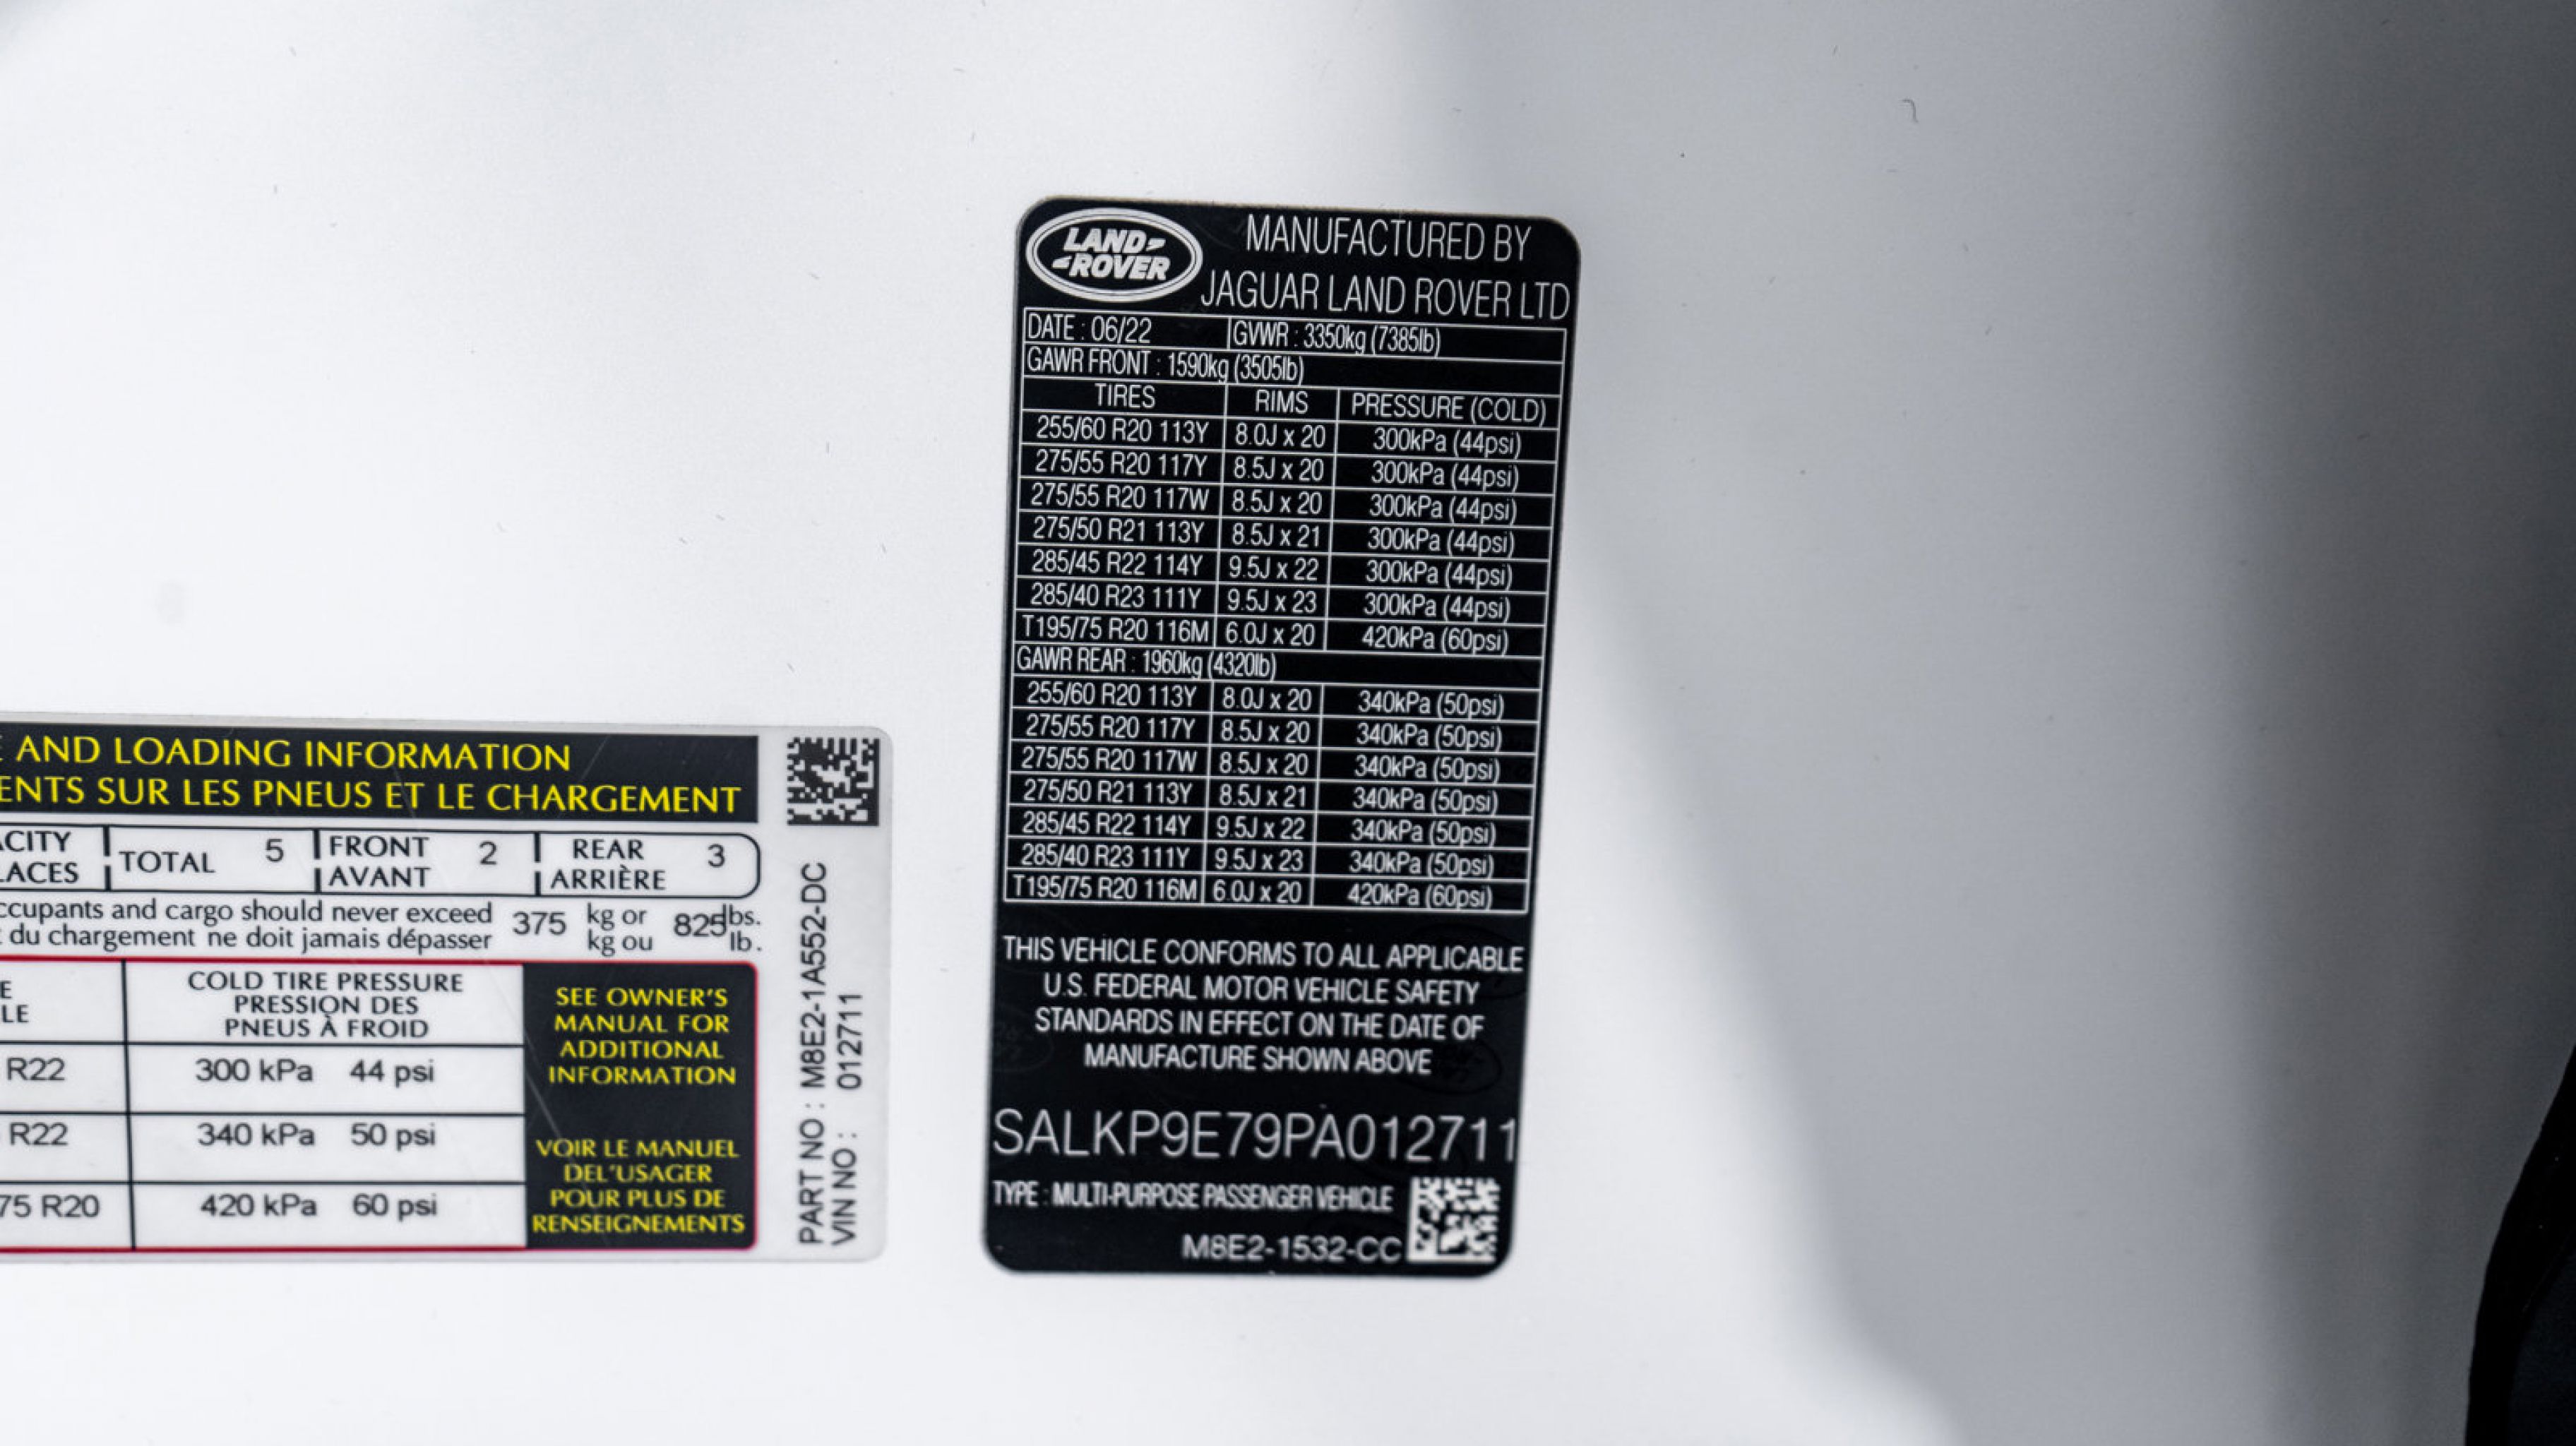 AND LOADING INFORMATION
ENTS SUR LES PNEUS ET LE CHARGEMENT
TOTAL 5 FRONT 2 REAR 3
AVANT ARRIÈRE
occupants and cargo should never exceed 375 kg or 825 lbs.
du chargement ne doit jamais dépasser kg ou lb.
COLD TIRE PRESSURE
PRESSION DES
PNEUS À FROID
R22 300 kPa 44 psi
R22 340 kPa 50 psi
75 R20 420 kPa 60 psi
SEE OWNER'S
MANUAL FOR
ADDITIONAL
INFORMATION
VOIR LE MANUEL
DEL'USAGER
POUR PLUS DE
RENSEIGNEMENTS
PART NO : M8E2-1A552-DC
VIN NO : 012711
LAND
ROVER
MANUFACTURED BY
JAGUAR LAND ROVER LTD
DATE : 06/22 GVWR : 3350kg (7385lb)
GAWR FRONT : 1590kg (3505lb)
TIRES RIMS PRESSURE (COLD)
255/60 R20 113Y 8.0J x 20 300kPa (44psi)
275/55 R20 117Y 8.5J x 20 300kPa (44psi)
275/55 R20 117W 8.5J x 20 300kPa (44psi)
275/50 R21 113Y 8.5J x 21 300kPa (44psi)
285/45 R22 114Y 9.5J x 22 300kPa (44psi)
285/40 R23 111Y 9.5J x 23 300kPa (44psi)
T195/75 R20 116M 6.0J x 20 420kPa (60psi)
GAWR REAR : 1960kg (4320lb)
255/60 R20 113Y 8.0J x 20 340kPa (50psi)
275/55 R20 117Y 8.5J x 20 340kPa (50psi)
275/55 R20 117W 8.5J x 20 340kPa (50psi)
275/50 R21 113Y 8.5J x 21 340kPa (50psi)
285/45 R22 114Y 9.5J x 22 340kPa (50psi)
285/40 R23 111Y 9.5J x 23 340kPa (50psi)
T195/75 R20 116M 6.0J x 20 420kPa (60psi)
THIS VEHICLE CONFORMS TO ALL APPLICABLE
U.S. FEDERAL MOTOR VEHICLE SAFETY
STANDARDS IN EFFECT ON THE DATE OF
MANUFACTURE SHOWN ABOVE
SALKP9E79PA012711
TYPE : MULTI-PURPOSE PASSENGER VEHICLE
M8E2-1532-CC